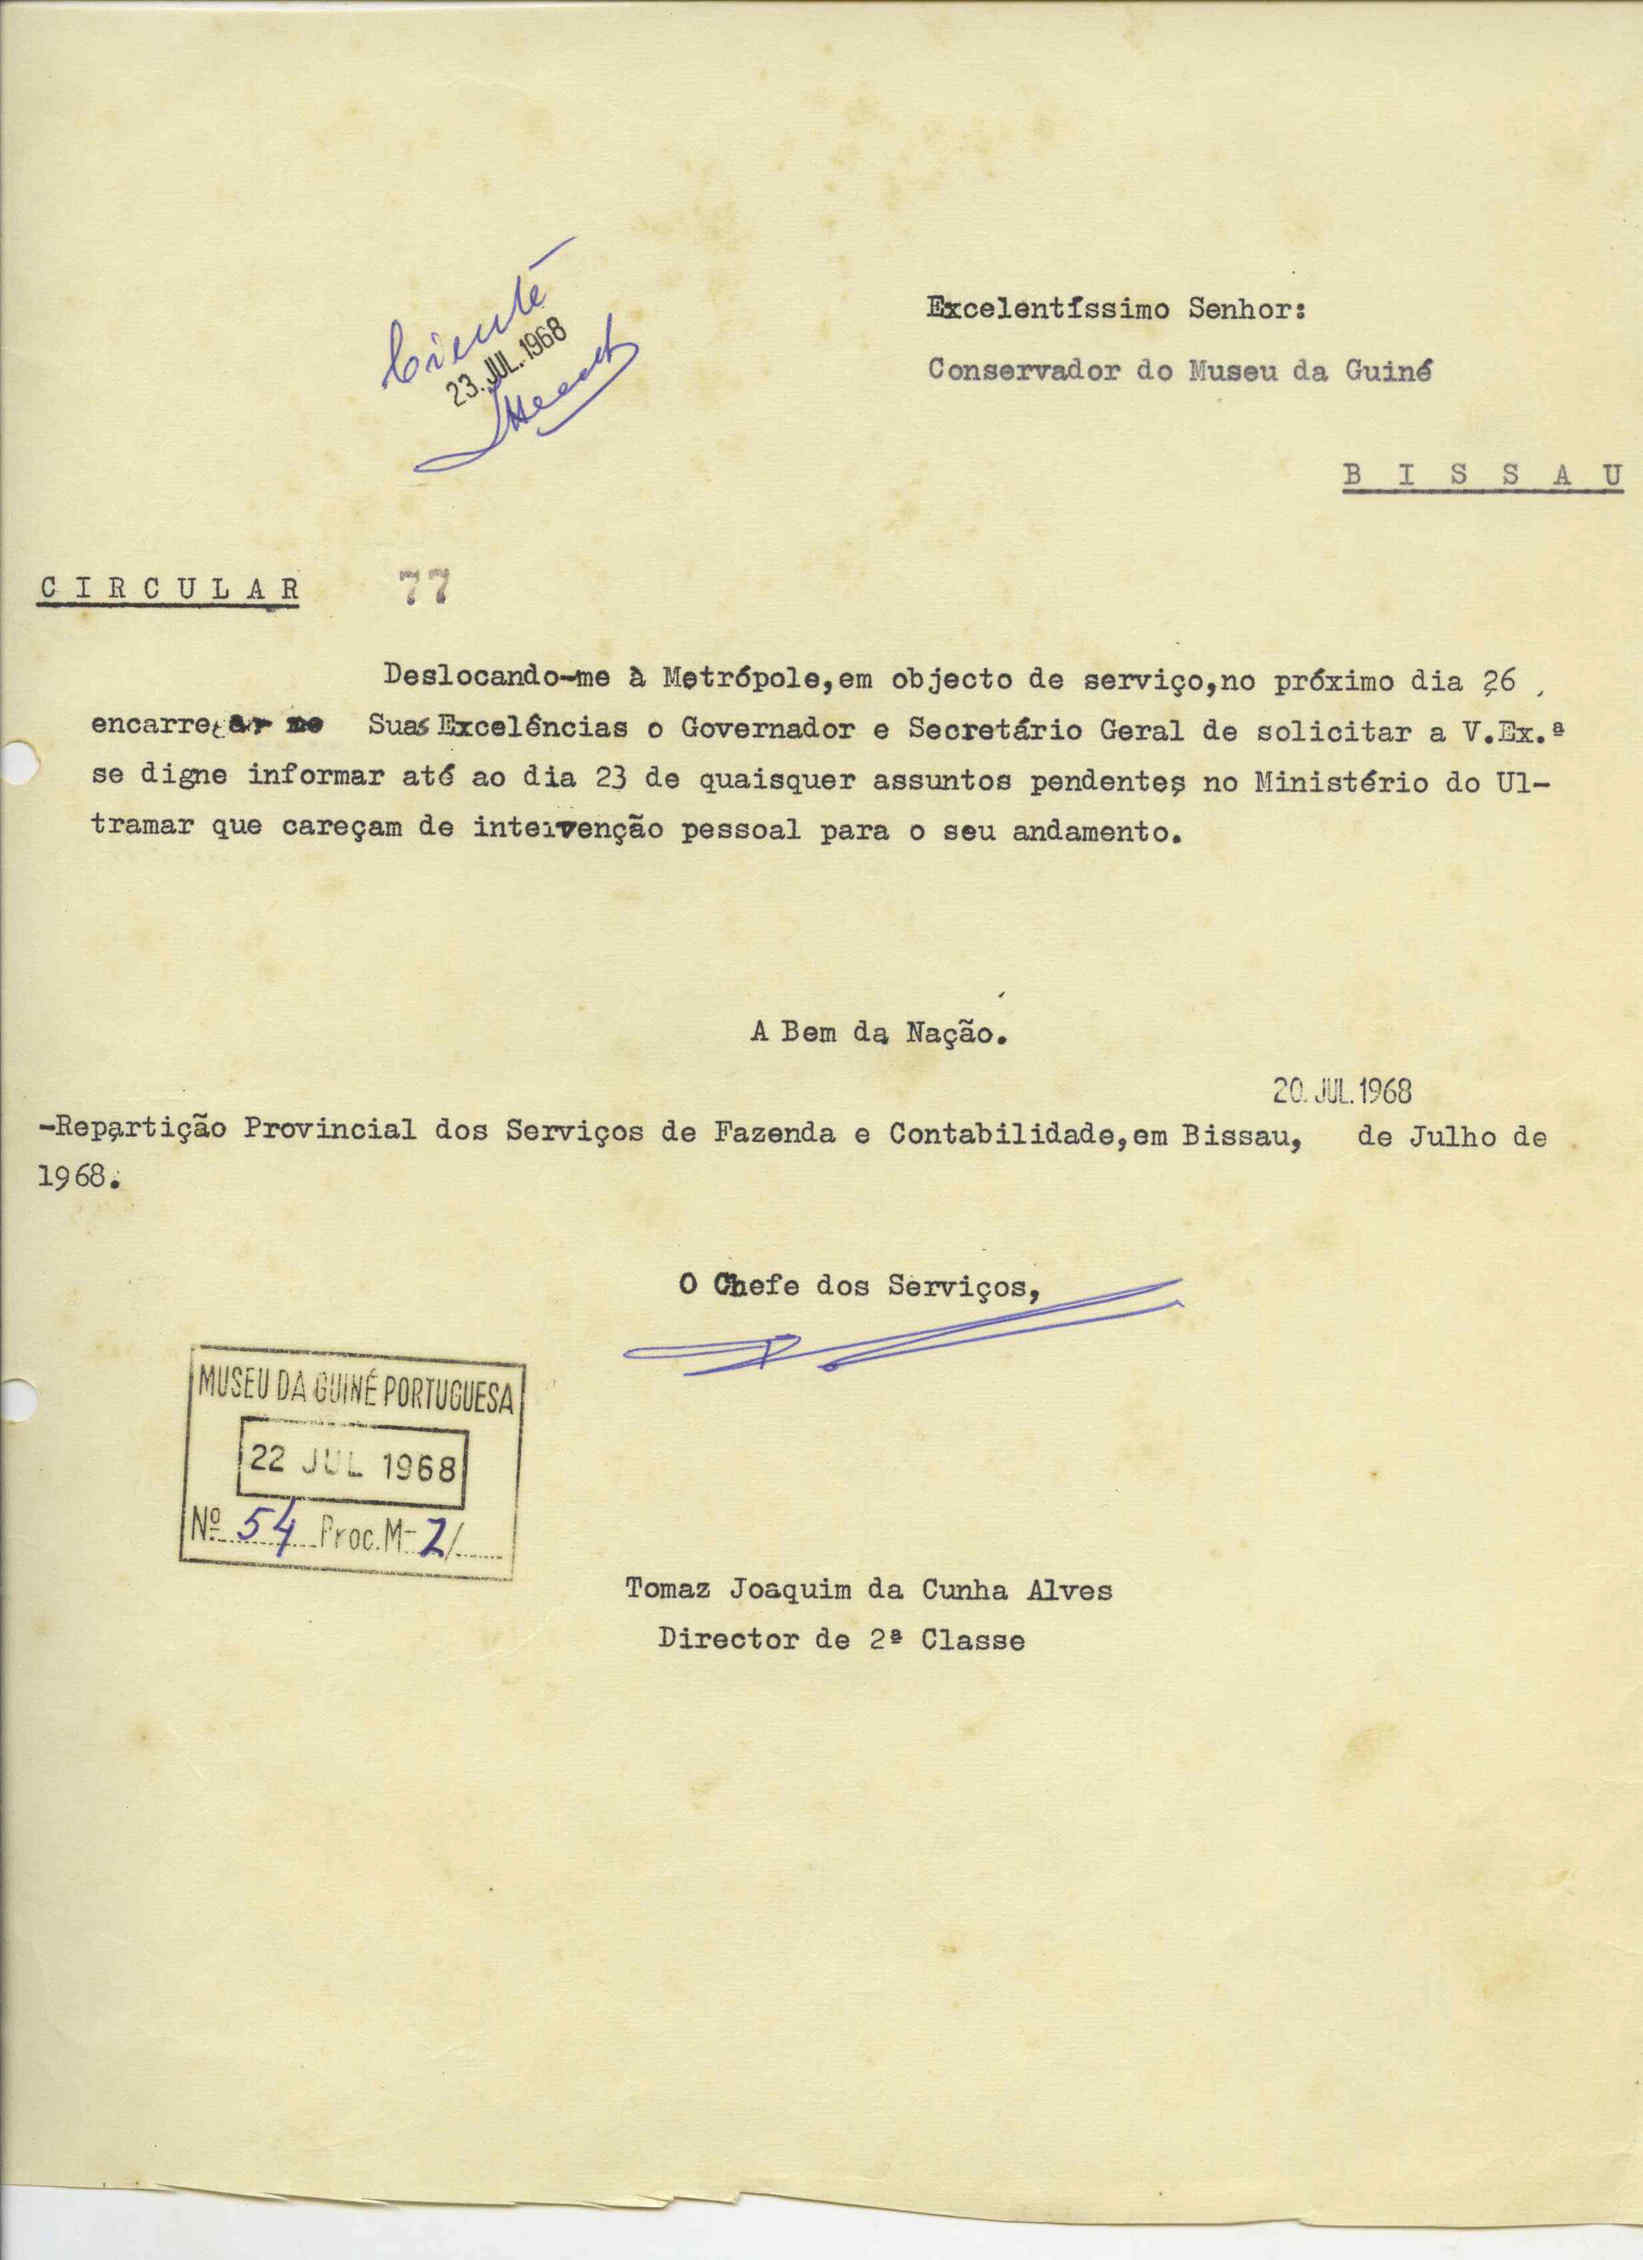 Ciente
23.JUL.1968
Excelentíssimo Senhor:
Conservador do Museu da Guiné
B I S S A U
C I R C U L A R 77
Deslocando-me à Metrópole,em objecto de serviço,no próximo dia 26,
encarregar me Suas Excelências o Governador e Secretário Geral de solicitar a V.Ex.ª
se digne informar até ao dia 23 de quaisquer assuntos pendentes no Ministério do Ul-
tramar que careçam de intervenção pessoal para o seu andamento.
A Bem da Nação.
20.JUL.1968
-Repartição Provincial dos Serviços de Fazenda e Contabilidade,em Bissau, de Julho de
1968.
O Chefe dos Serviços,
MUSEU DA GUINÉ PORTUGUESA
22 JUL 1968
Nº 54 Proc. M-2/
Tomaz Joaquim da Cunha Alves
Director de 2ª Classe